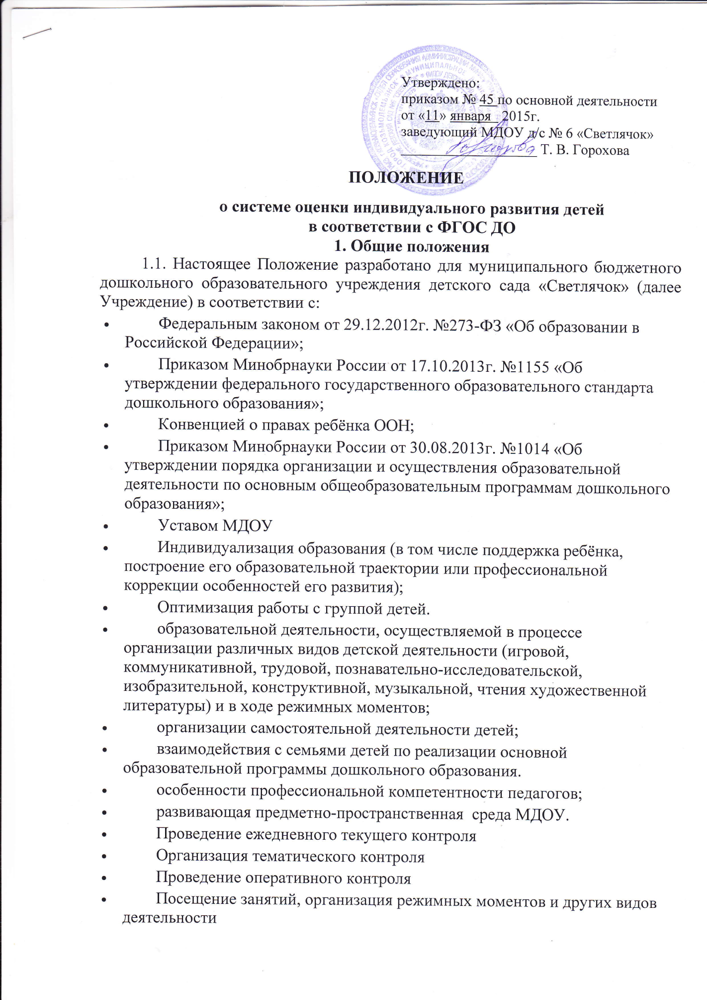 Утверждено:
приказом № 45 по основной деятельности
от «11» января 2015г.
заведующий МДОУ д/с № 6 «Светлячок»
Т. В. Горохова
ПОЛОЖЕНИЕ
о системе оценки индивидуального развития детей
в соответствии с ФГОС ДО
1. Общие положения
1.1. Настоящее Положение разработано для муниципального бюджетного
дошкольного образовательного учреждения детского сада «Светлячок» (далее
Учреждение) в соответствии с:
• Федеральным законом от 29.12.2012г. №273-ФЗ «Об образовании в
Российской Федерации»;
• Приказом Минобрнауки России от 17.10.2013г. №1155 «Об
утверждении федерального государственного образовательного стандарта
дошкольного образования»;
• Конвенцией о правах ребёнка ООН;
• Приказом Минобрнауки России от 30.08.2013г. №1014 «Об
утверждении порядка организации и осуществления образовательной
деятельности по основным общеобразовательным программам дошкольного
образования»;
• Уставом МДОУ
• Индивидуализация образования (в том числе поддержка ребёнка,
построение его образовательной траектории или профессиональной
коррекции особенностей его развития);
• Оптимизация работы с группой детей.
• образовательной деятельности, осуществляемой в процессе
организации различных видов детской деятельности (игровой,
коммуникативной, трудовой, познавательно-исследовательской,
изобразительной, конструктивной, музыкальной, чтения художественной
литературы) и в ходе режимных моментов;
• организации самостоятельной деятельности детей;
• взаимодействия с семьями детей по реализации основной
образовательной программы дошкольного образования.
• особенности профессиональной компетентности педагогов;
• развивающая предметно-пространственная среда МДОУ.
• Проведение ежедневного текущего контроля
• Организация тематического контроля
• Проведение оперативного контроля
• Посещение занятий, организация режимных моментов и других видов
деятельности